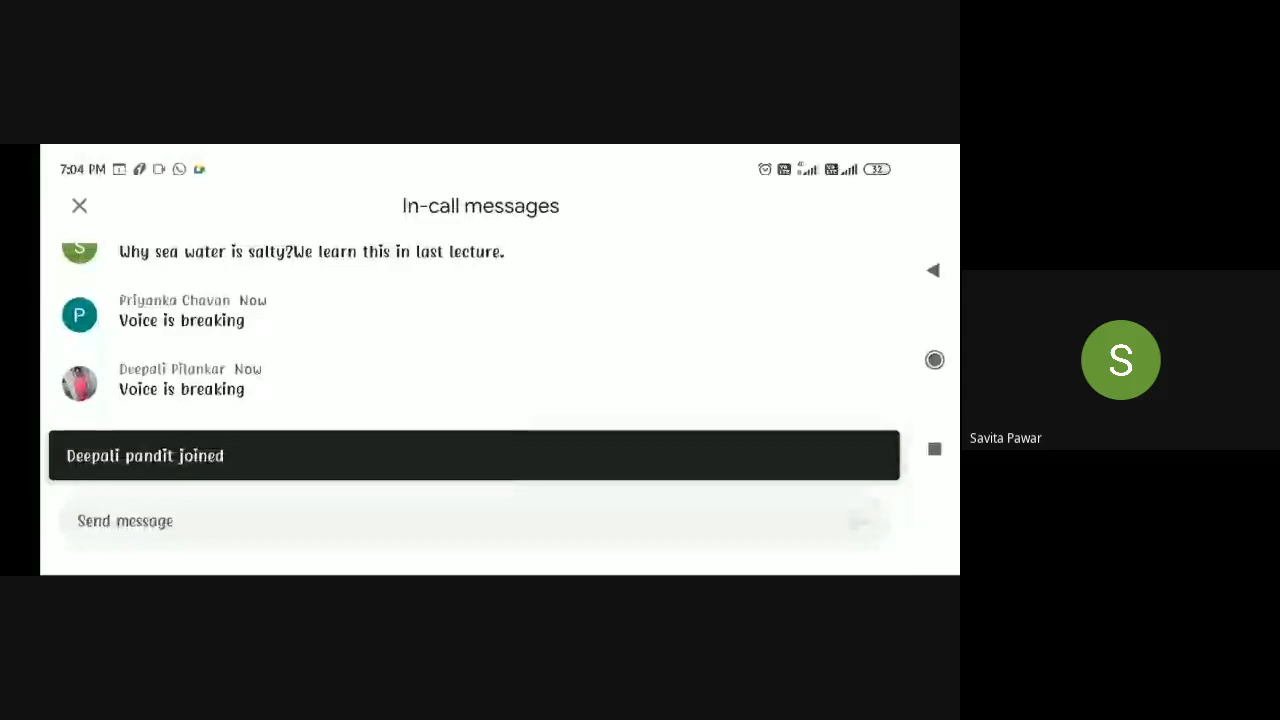 7:04 PM
32
In-call messages
S
Why sea water is salty?We learn this in last lecture.
Priyanka Chavan Now
P
Voice is breaking
Deepali Pilankar Now
Voice is breaking
Deepali pandit joined
Send message
S
Savita Pawar